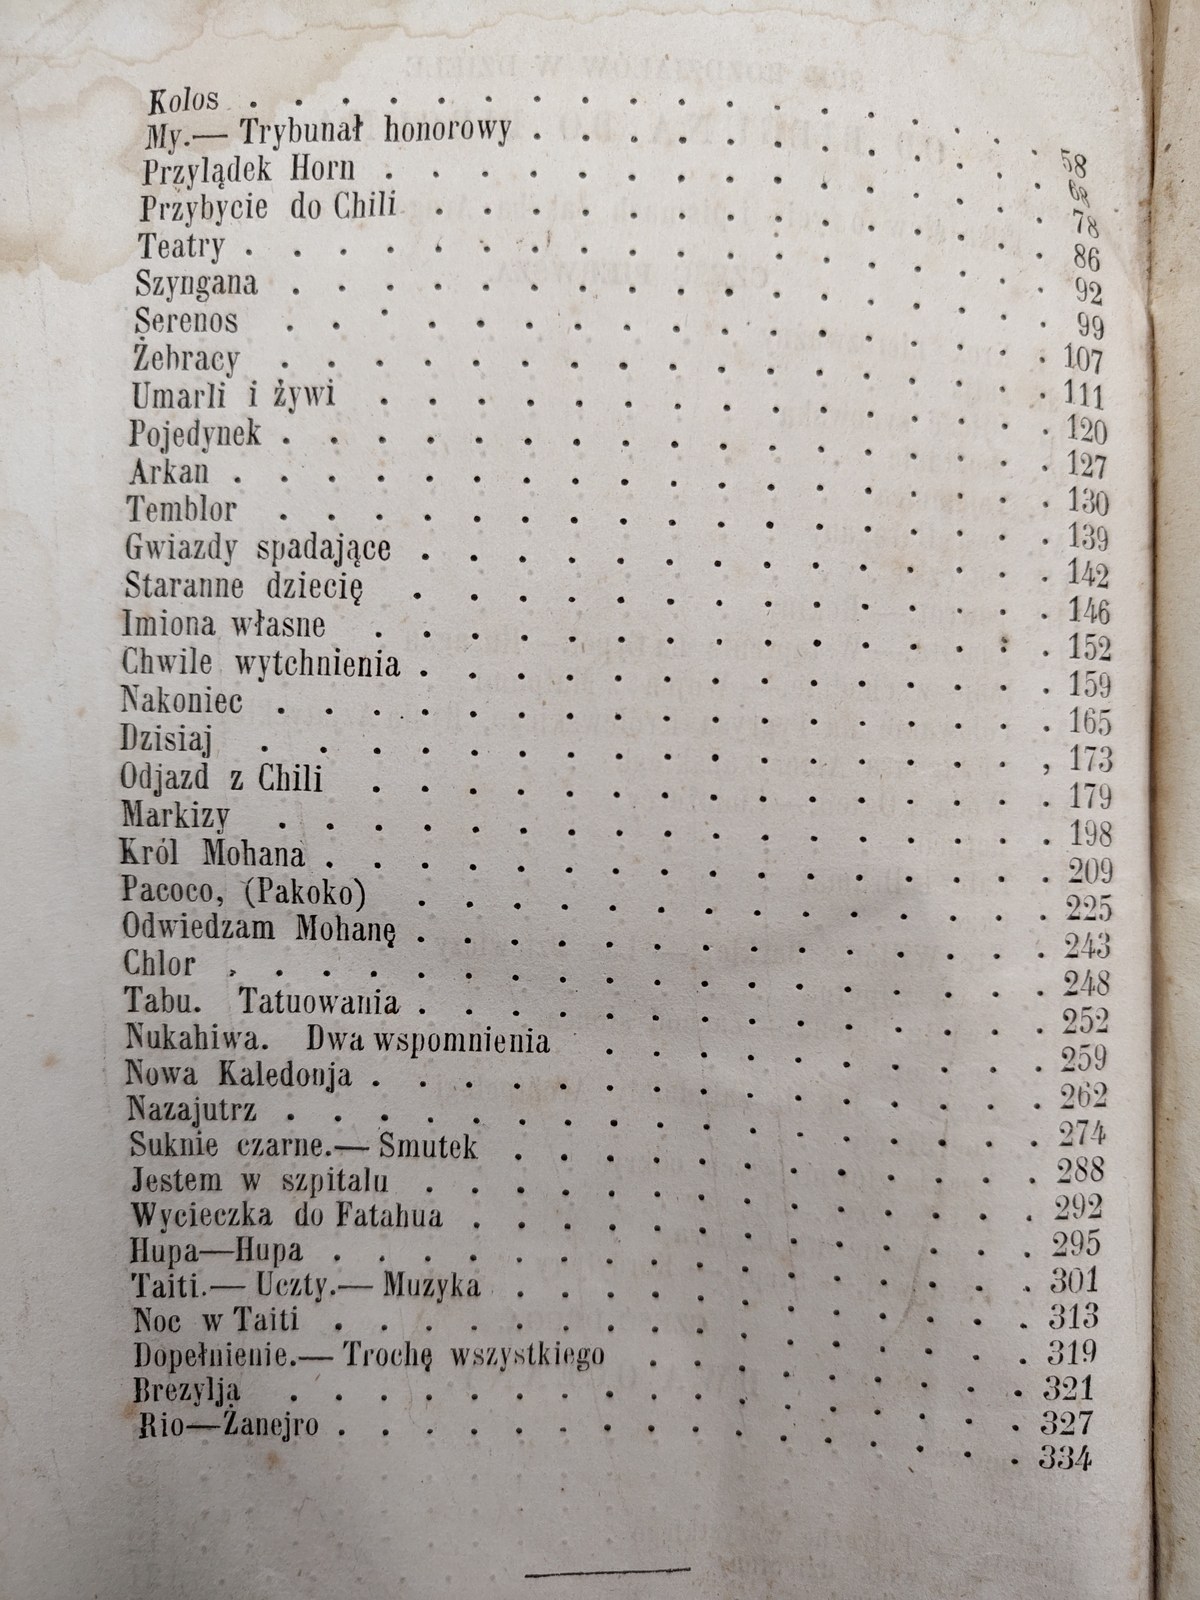 Kolos . . . . . . . . . . . . . . . . . 58
My.— Trybunał honorowy . . . . . . . . . . . 68
Przylądek Horn . . . . . . . . . . . . . . 78
Przybycie do Chili . . . . . . . . . . . . . 86
Teatry . . . . . . . . . . . . . . . . . 92
Szyngana . . . . . . . . . . . . . . . . 99
Serenos . . . . . . . . . . . . . . . . 107
Żebracy . . . . . . . . . . . . . . . . 111
Umarli i żywi . . . . . . . . . . . . . . 120
Pojedynek . . . . . . . . . . . . . . . . 127
Arkan . . . . . . . . . . . . . . . . . 130
Temblor . . . . . . . . . . . . . . . . 139
Gwiazdy spadające . . . . . . . . . . . . . 142
Staranne dziecię . . . . . . . . . . . . . 146
Imiona własne . . . . . . . . . . . . . . 152
Chwile wytchnienia . . . . . . . . . . . . . 159
Nakoniec . . . . . . . . . . . . . . . . 165
Dzisiaj . . . . . . . . . . . . . . . , 173
Odjazd z Chili . . . . . . . . . . . . . . 179
Markizy . . . . . . . . . . . . . . . . 198
Król Mohana . . . . . . . . . . . . . . . 209
Pacoco, (Pakoko) . . . . . . . . . . . . . 225
Odwiedzam Mohanę . . . . . . . . . . . . . 243
Chlor . . . . . . . . . . . . . . . . . 248
Tabu. Tatuowania . . . . . . . . . . . . . 252
Nukahiwa. Dwa wspomnienia . . . . . . . . . 259
Nowa Kaledonja . . . . . . . . . . . . . . 262
Nazajutrz . . . . . . . . . . . . . . . . 274
Suknie czarne.— Smutek . . . . . . . . . . . 288
Jestem w szpitalu . . . . . . . . . . . . . 292
Wycieczka do Fatahua . . . . . . . . . . . . 295
Hupa—Hupa . . . . . . . . . . . . . . . 301
Taiti.— Uczty.— Muzyka . . . . . . . . . . . 313
Noc w Taiti . . . . . . . . . . . . . . . 319
Dopełnienie.— Trochę wszystkiego . . . . . . . . 321
Brezylja . . . . . . . . . . . . . . . . 327
Rio—Żanejro . . . . . . . . . . . . . . . 334